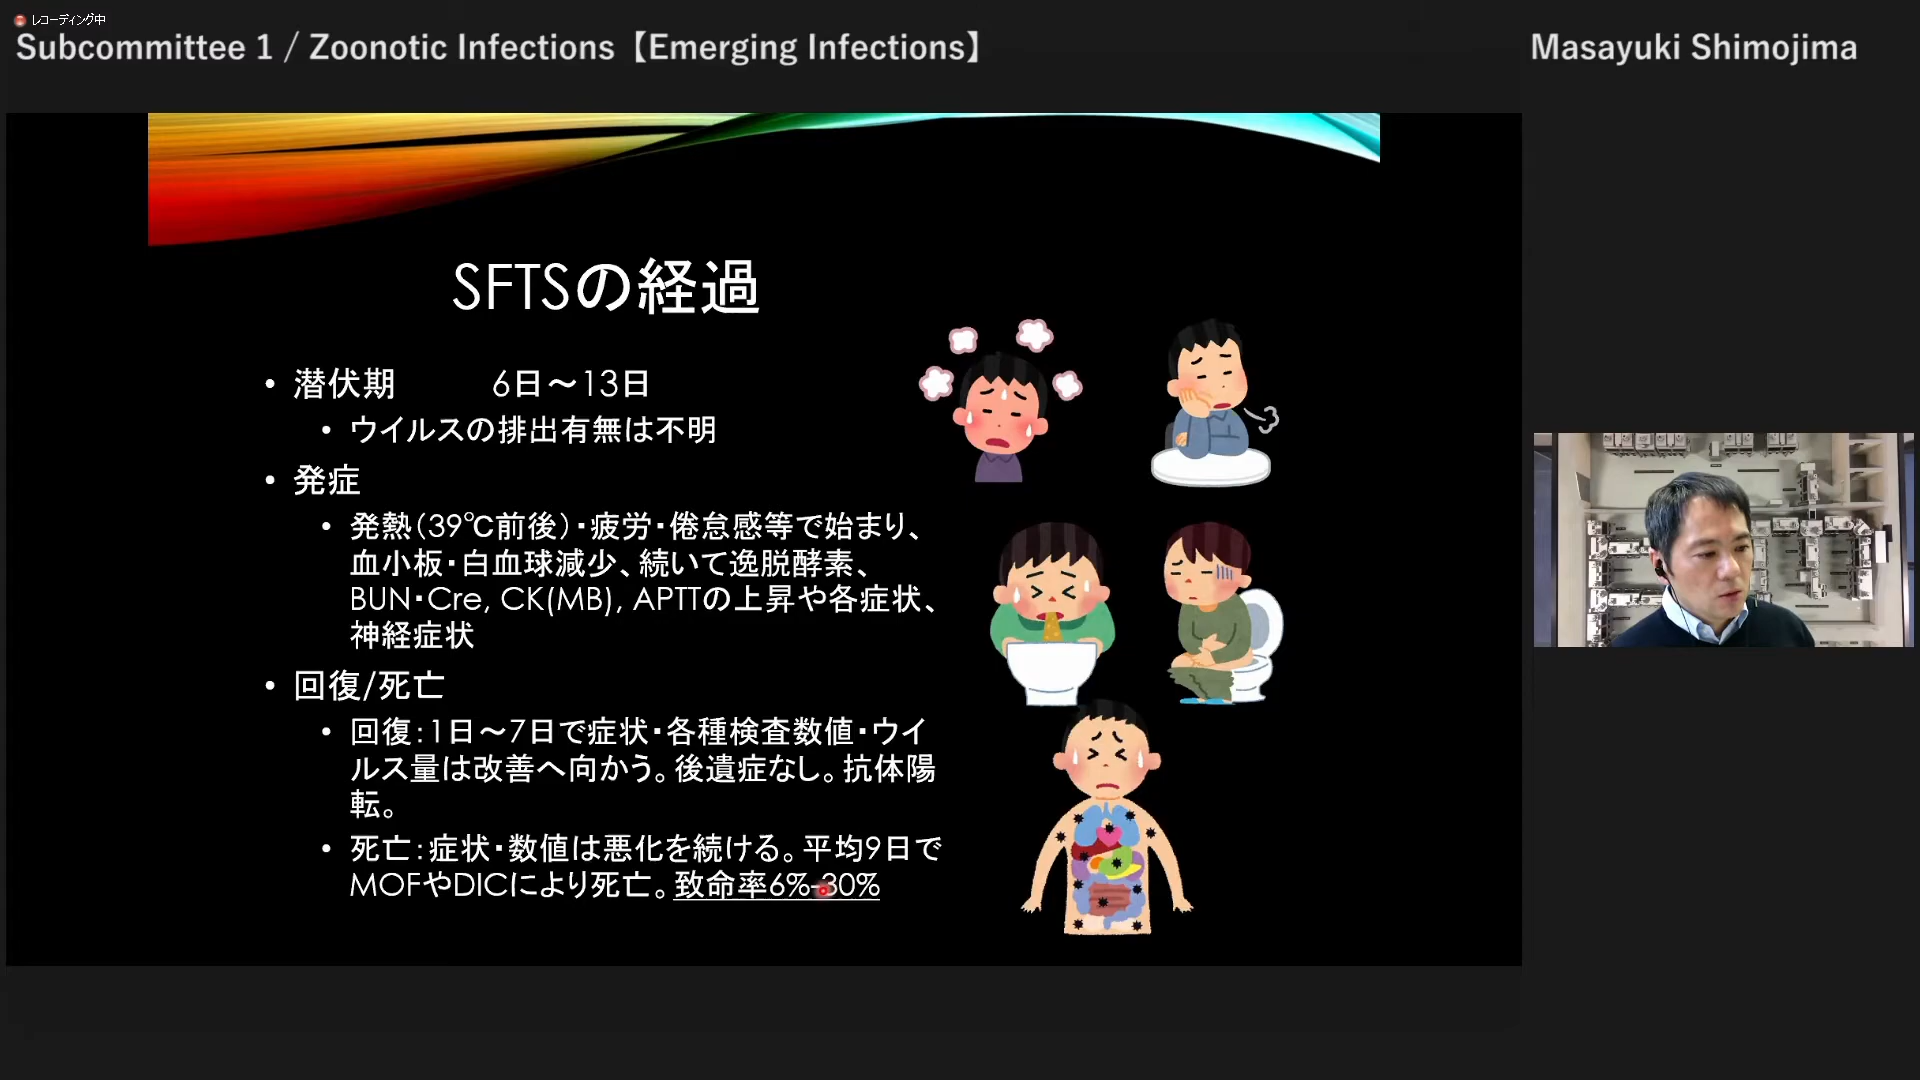 レコーディング中
Subcommittee 1 / Zoonotic Infections【Emerging Infections】
Masayuki Shimojima
SFTSの経過
• 潜伏期 6日～13日
• ウイルスの排出有無は不明
• 発症
• 発熱（39℃前後）・疲労・倦怠感等で始まり、
血小板・白血球減少、続いて逸脱酵素、
BUN・Cre, CK(MB), APTTの上昇や各症状、
神経症状
• 回復/死亡
• 回復：1日～7日で症状・各種検査数値・ウイ
ルス量は改善へ向かう。後遺症なし。抗体陽
転。
• 死亡：症状・数値は悪化を続ける。平均9日で
MOFやDICにより死亡。致命率6%-30%